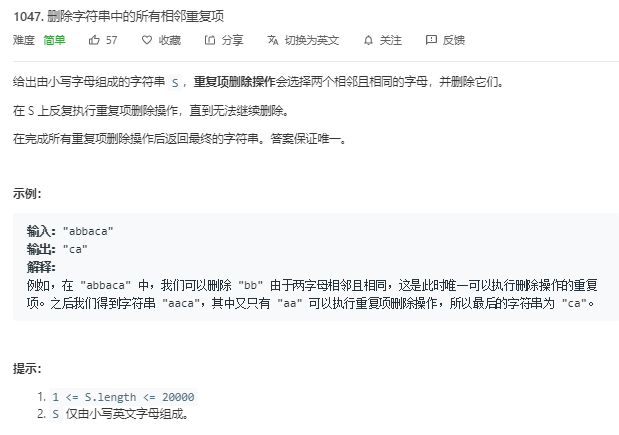 1047. 删除字符串中的所有相邻重复项
难度 简单 57 收藏 分享 切换为英文 关注 反馈
给出由小写字母组成的字符串 S，重复项删除操作会选择两个相邻且相同的字母，并删除它们。
在 S 上反复执行重复项删除操作，直到无法继续删除。
在完成所有重复项删除操作后返回最终的字符串。答案保证唯一。
示例：
输入："abbaca"
输出："ca"
解释：
例如，在 "abbaca" 中，我们可以删除 "bb" 由于两字母相邻且相同，这是此时唯一可以执行删除操作的重复
项。之后我们得到字符串 "aaca"，其中又只有 "aa" 可以执行重复项删除操作，所以最后的字符串为 "ca"。
提示：
1. 1 <= S.length <= 20000
2. S 仅由小写英文字母组成。